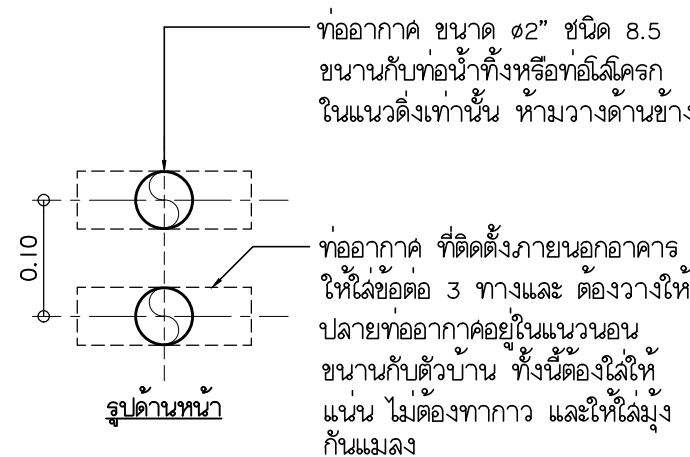 ท่ออากาศ ขนาด ø2" ชนิด 8.5
ขนานกับท่อน้ำทิ้งหรือท่อโสโครก
ในแนวดิ่งเท่านั้น ห้ามวางด้านข้าง
0.10
ท่ออากาศ ที่ติดตั้งภายนอกอาคาร
ให้ใส่ข้อต่อ 3 ทางและ ต้องวางให้
ปลายท่ออากาศอยู่ในแนวนอน
ขนานกับตัวบ้าน ทั้งนี้ต้องใส่ให้
แน่น ไม่ต้องทากาว และให้ใส่มุ้ง
กันแมลง
รูปด้านหน้า